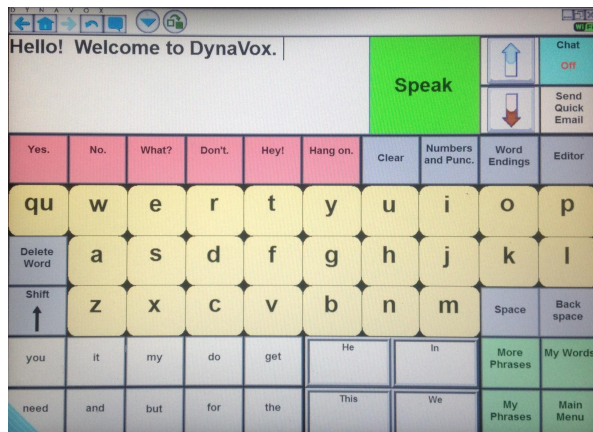 DYNAVOX
WiFi
Hello! Welcome to DynaVox.
Speak
Chat
Off
Send
Quick
Email
Yes. No. What? Don't. Hey! Hang on. Clear Numbers and Punc. Word Endings Editor
qu w e r t y u i o p
Delete Word a s d f g h j k l
Shift z x c v b n m Space Back space
you it my do get He In More Phrases My Words
need and but for the This We My Phrases Main Menu